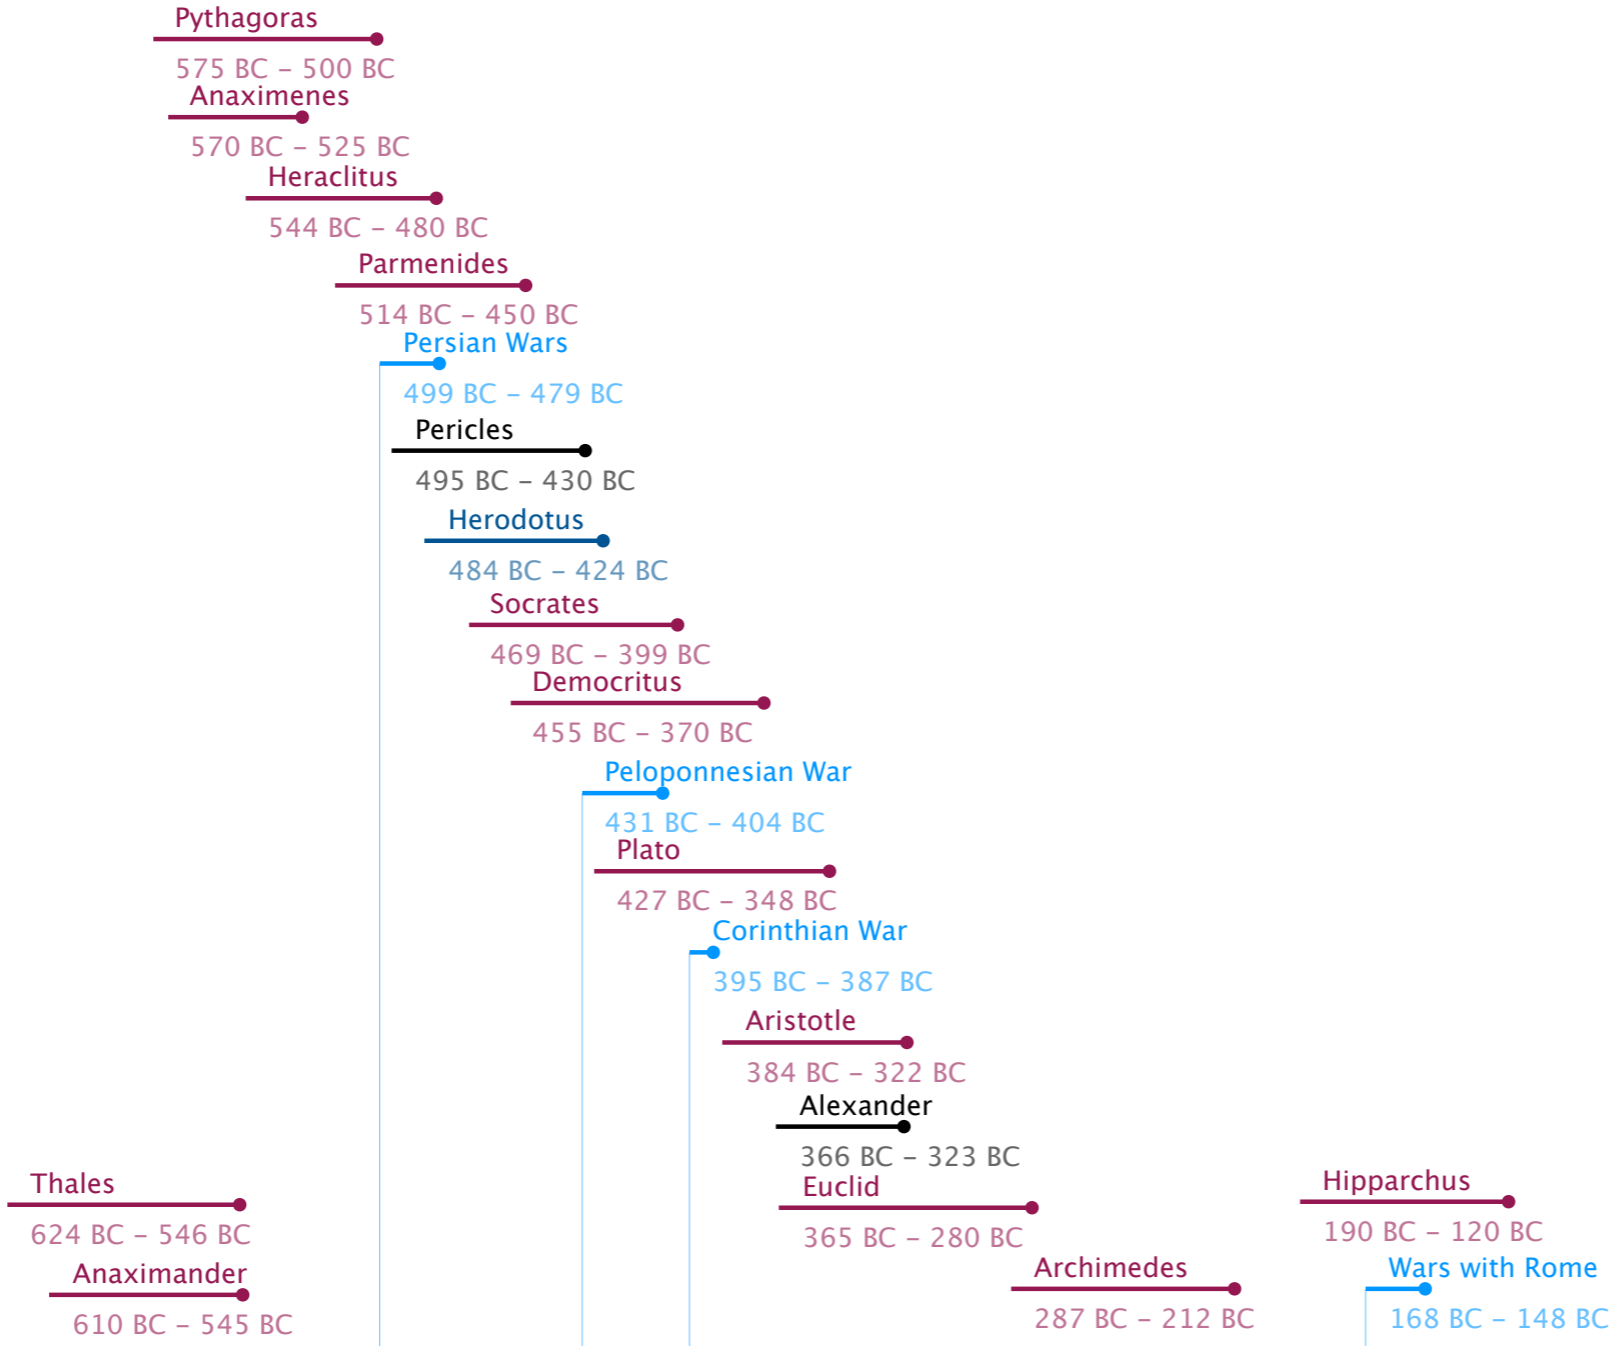 Pythagoras
575 BC – 500 BC
Anaximenes
570 BC – 525 BC
Heraclitus
544 BC – 480 BC
Parmenides
514 BC – 450 BC
Persian Wars
499 BC – 479 BC
Pericles
495 BC – 430 BC
Herodotus
484 BC – 424 BC
Socrates
469 BC – 399 BC
Democritus
455 BC – 370 BC
Peloponnesian War
431 BC – 404 BC
Plato
427 BC – 348 BC
Corinthian War
395 BC – 387 BC
Aristotle
384 BC – 322 BC
Alexander
366 BC – 323 BC
Thales
624 BC – 546 BC
Euclid
365 BC – 280 BC
Hipparchus
190 BC – 120 BC
Anaximander
610 BC – 545 BC
Archimedes
287 BC – 212 BC
Wars with Rome
168 BC – 148 BC